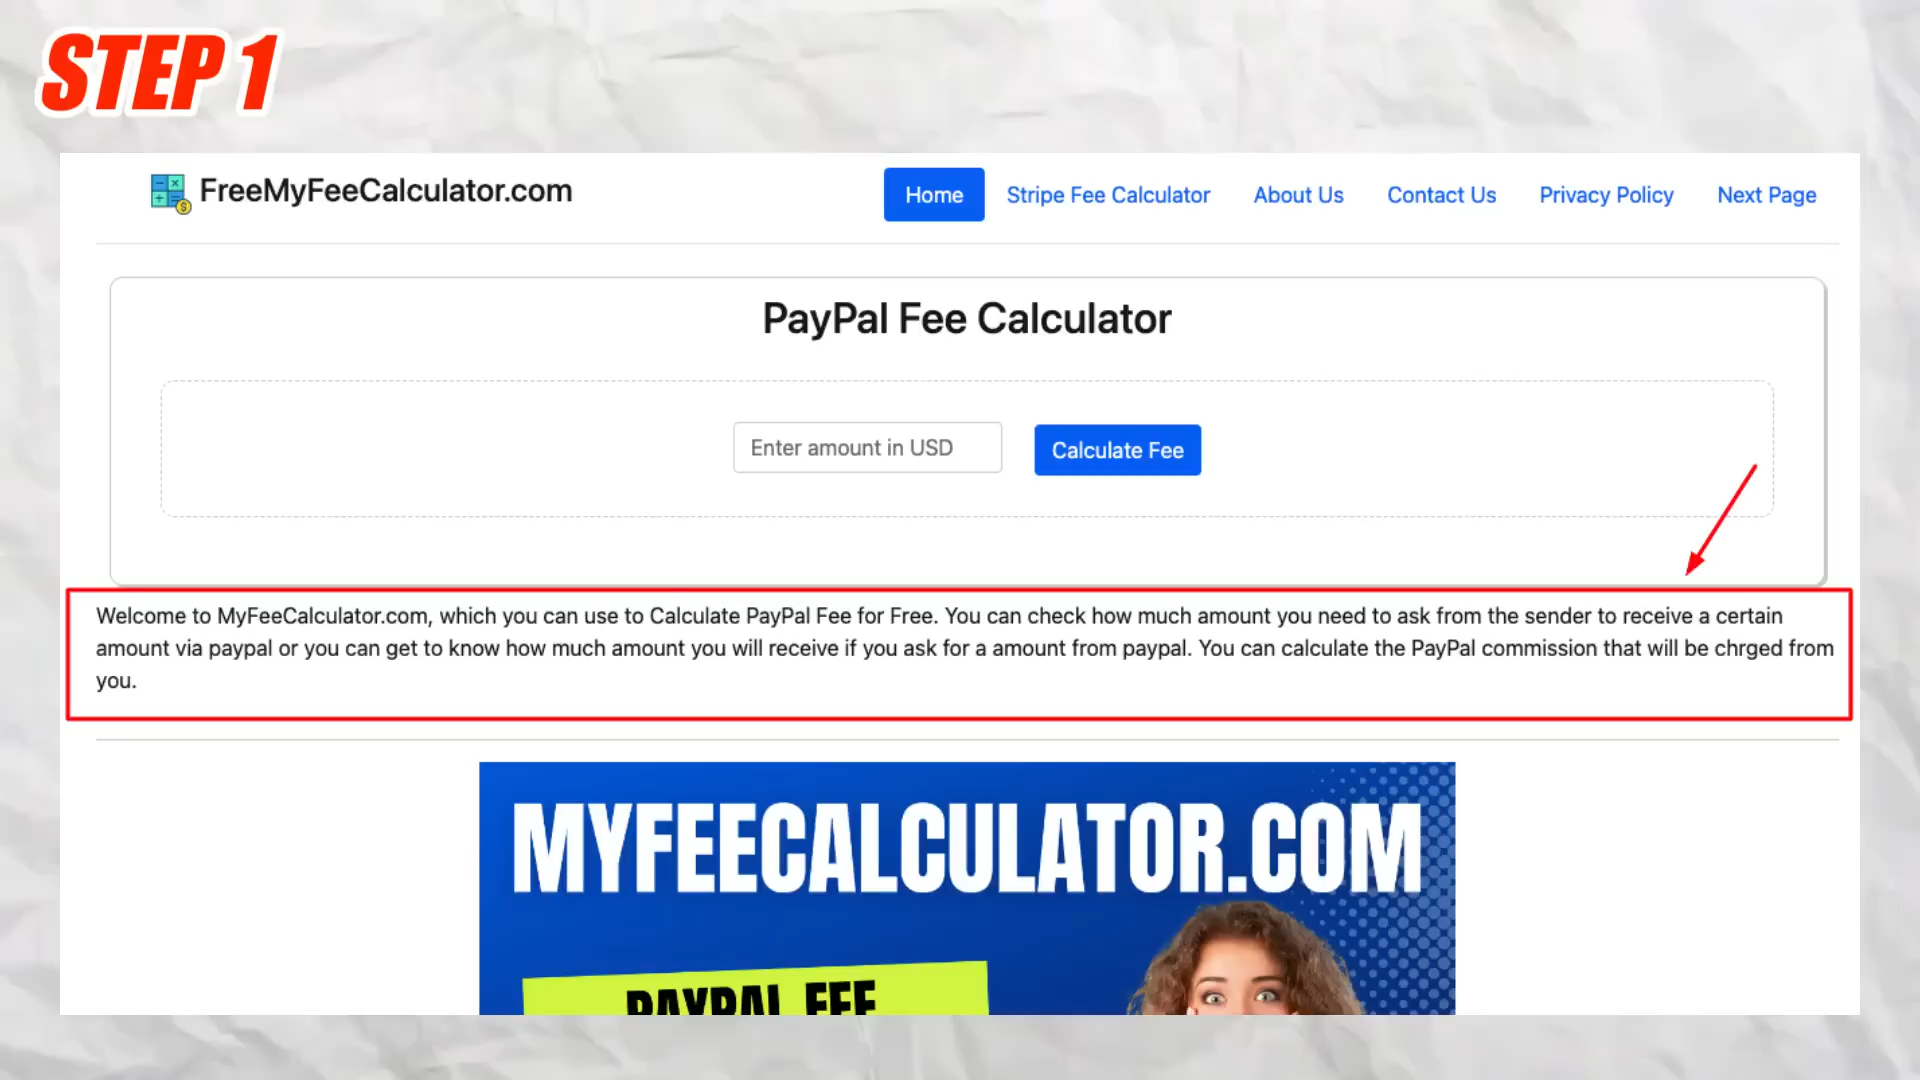 STEP 1
FreeMyFeeCalculator.com
Home
Stripe Fee Calculator
About Us
Contact Us
Privacy Policy
Next Page
PayPal Fee Calculator
Enter amount in USD
Calculate Fee
Welcome to MyFeeCalculator.com, which you can use to Calculate PayPal Fee for Free. You can check how much amount you need to ask from the sender to receive a certain
amount via paypal or you can get to know how much amount you will receive if you ask for a amount from paypal. You can calculate the PayPal commission that will be chrged from
you.
MYFEECALCULATOR.COM
PAYPAL FEE